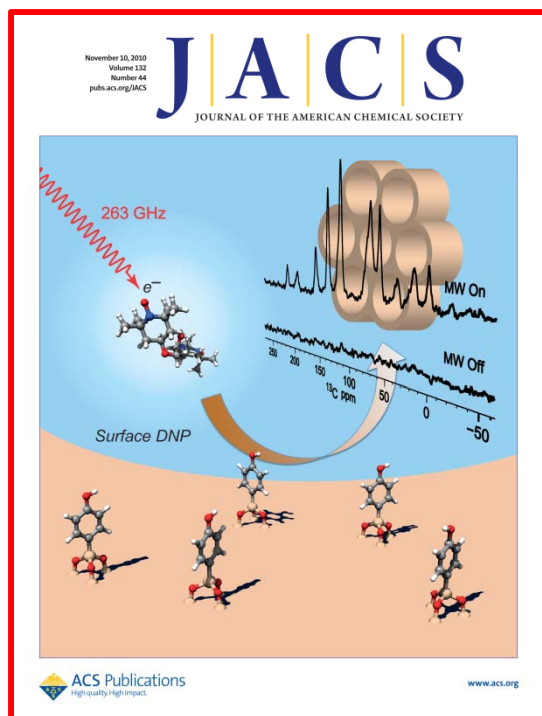 November 10, 2010
Volume 132
Number 44
pubs.acs.org/JACS
J|A|C|S
JOURNAL OF THE AMERICAN CHEMICAL SOCIETY
263 GHz
e−
MW On
MW Off
250 200 150 100 50 0 −50
13C ppm
Surface DNP
ACS Publications
High quality. High impact.
www.acs.org